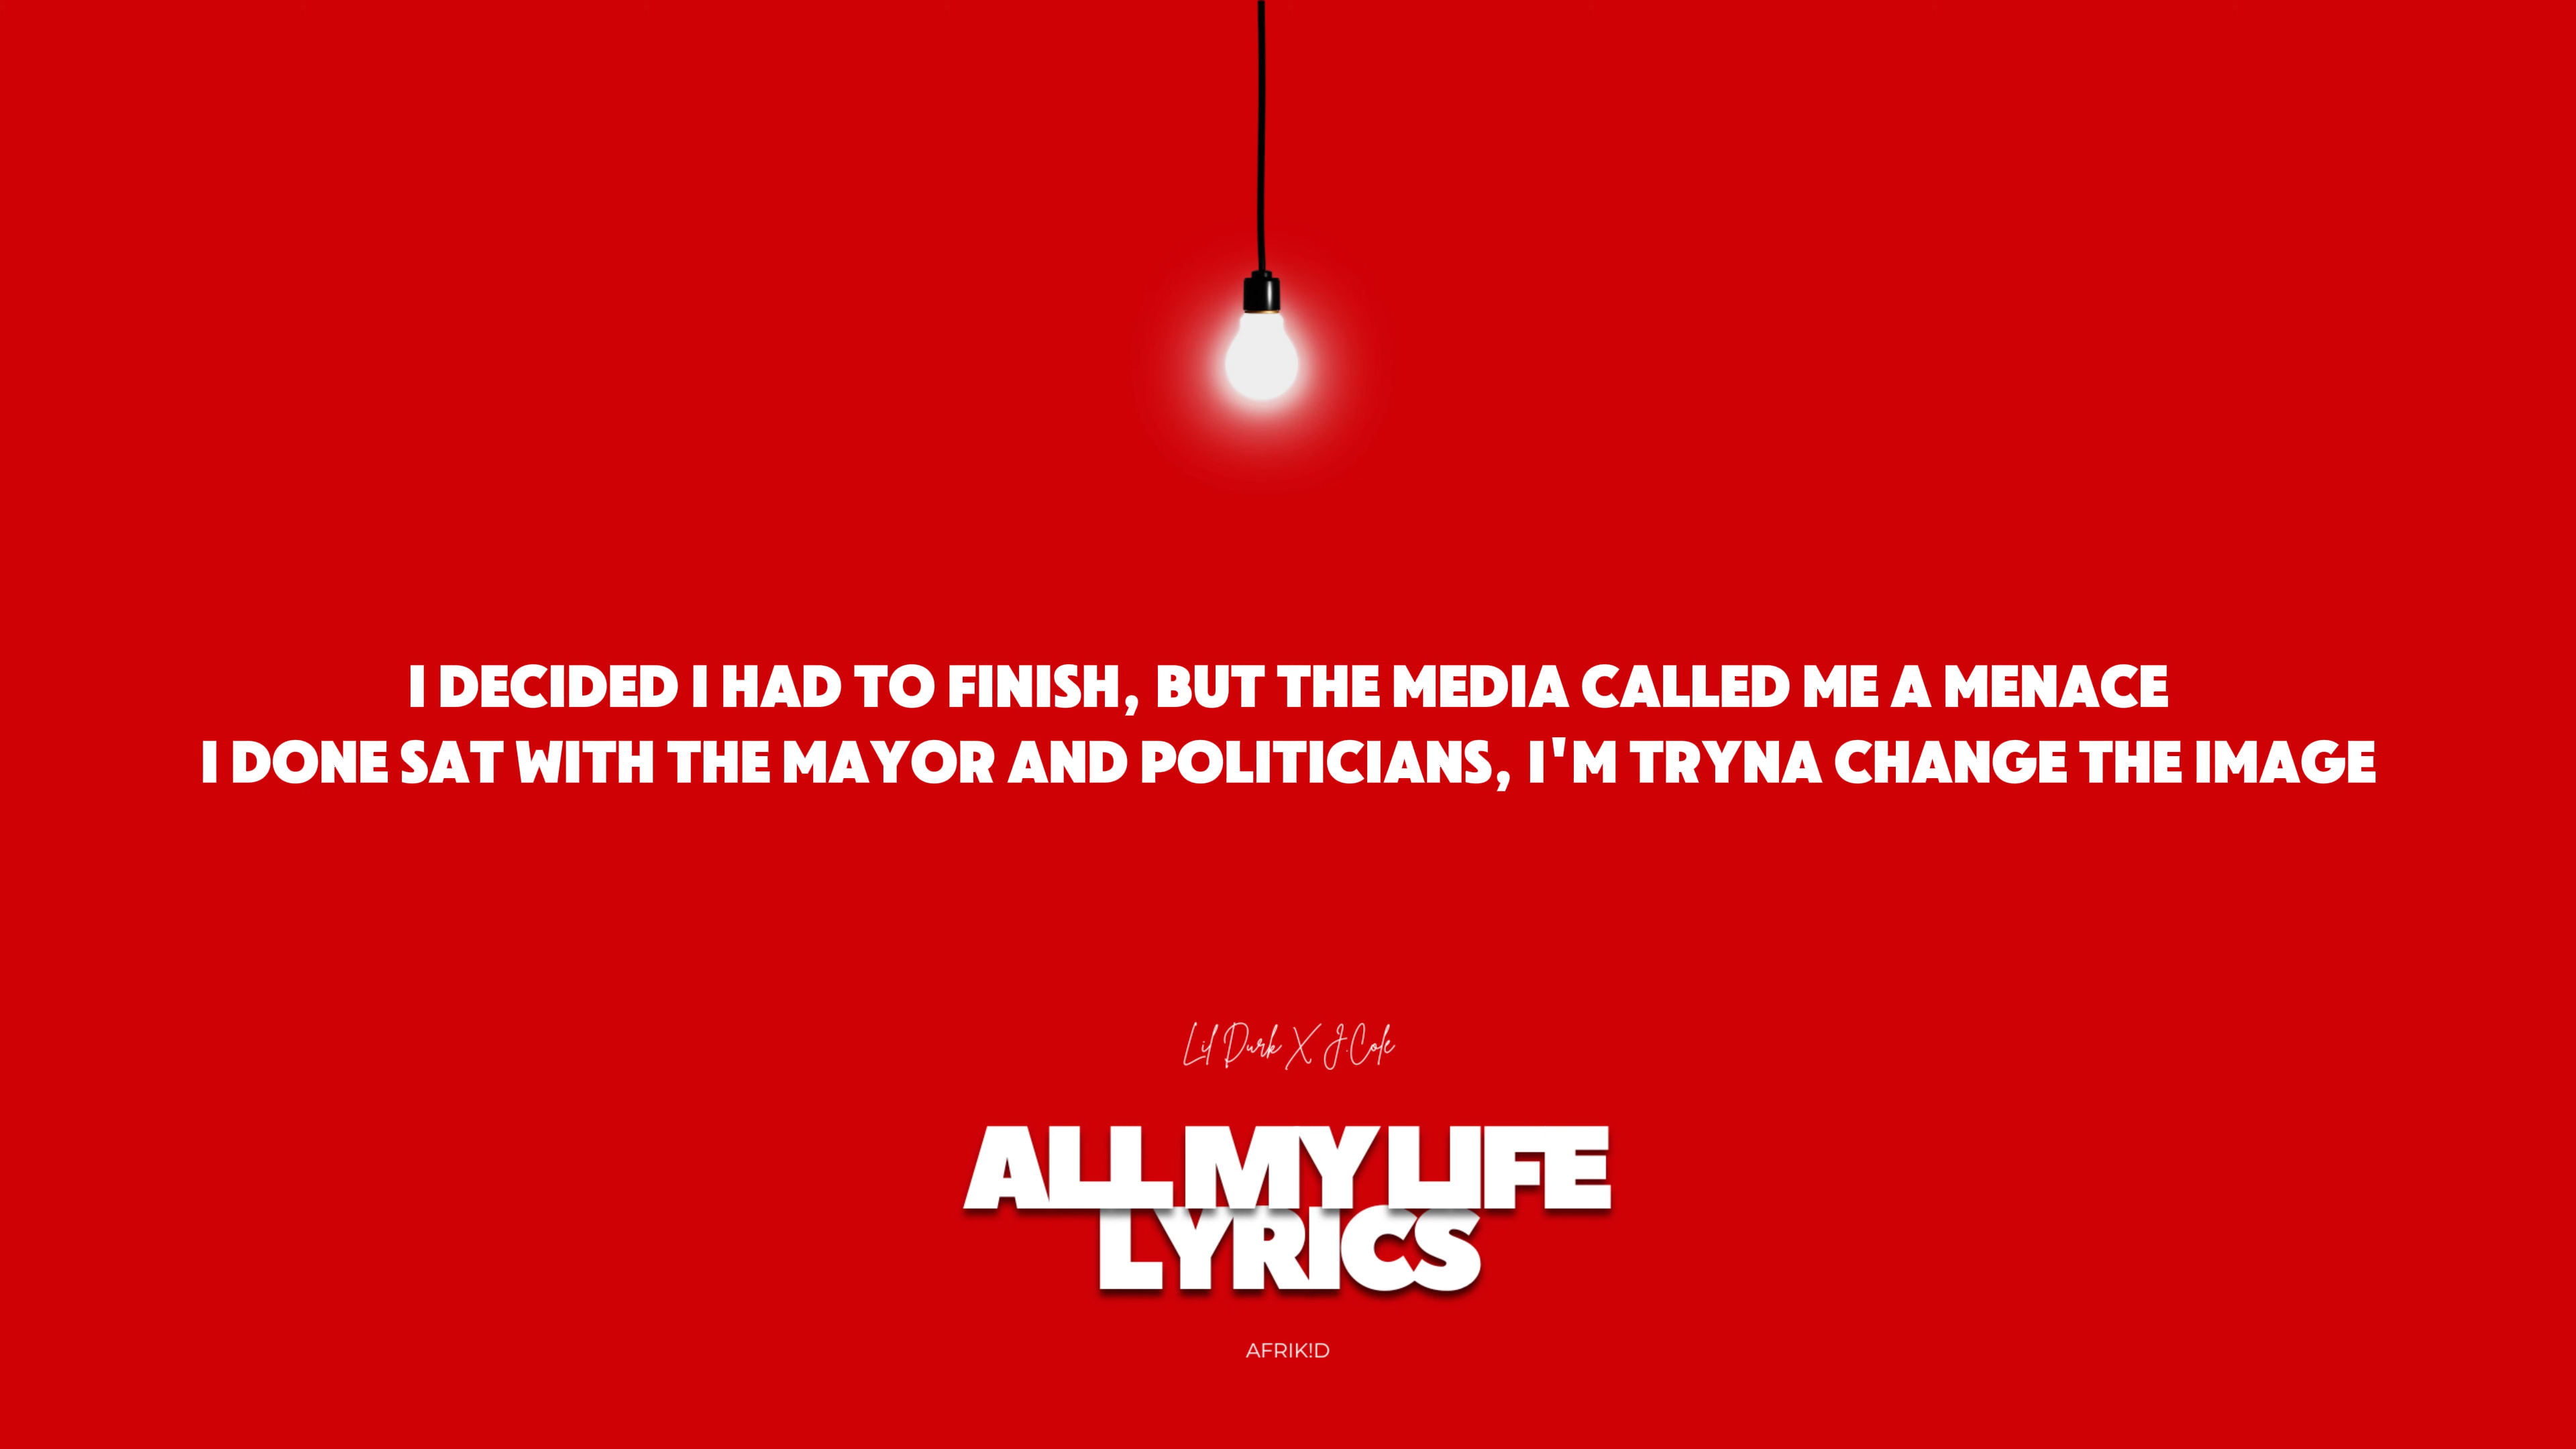 I DECIDED I HAD TO FINISH, BUT THE MEDIA CALLED ME A MENACE
I DONE SAT WITH THE MAYOR AND POLITICIANS, I'M TRYNA CHANGE THE IMAGE
Lil Durk X J.Cole
ALL MY LIFE
LYRICS
AFRIK!D